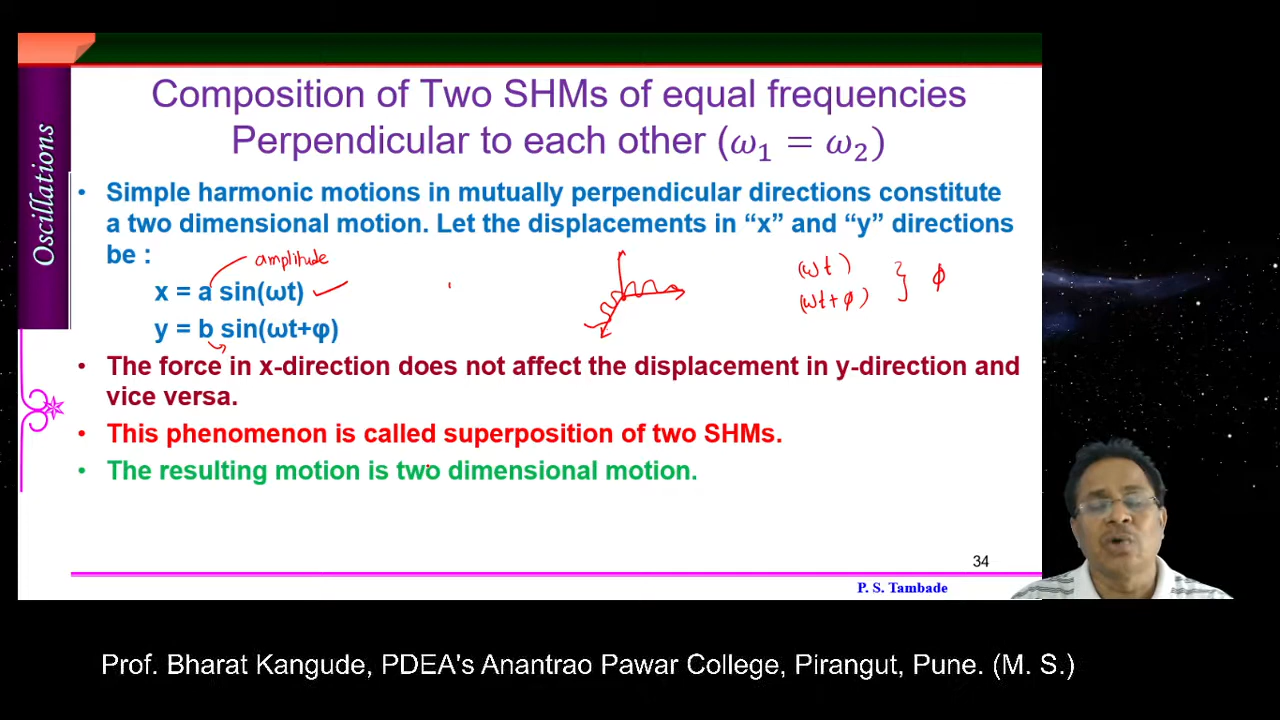 Composition of Two SHMs of equal frequencies
Perpendicular to each other (ω₁ = ω₂)
Oscillations
• Simple harmonic motions in mutually perpendicular directions constitute
a two dimensional motion. Let the displacements in “x” and “y” directions
be :
amplitude
x = a sin(ωt)
y = b sin(ωt+φ)
(ωt)
(ωt+ϕ) } ϕ
• The force in x-direction does not affect the displacement in y-direction and
vice versa.
• This phenomenon is called superposition of two SHMs.
• The resulting motion is two dimensional motion.
34
P. S. Tambade
Prof. Bharat Kangude, PDEA's Anantrao Pawar College, Pirangut, Pune. (M. S.)